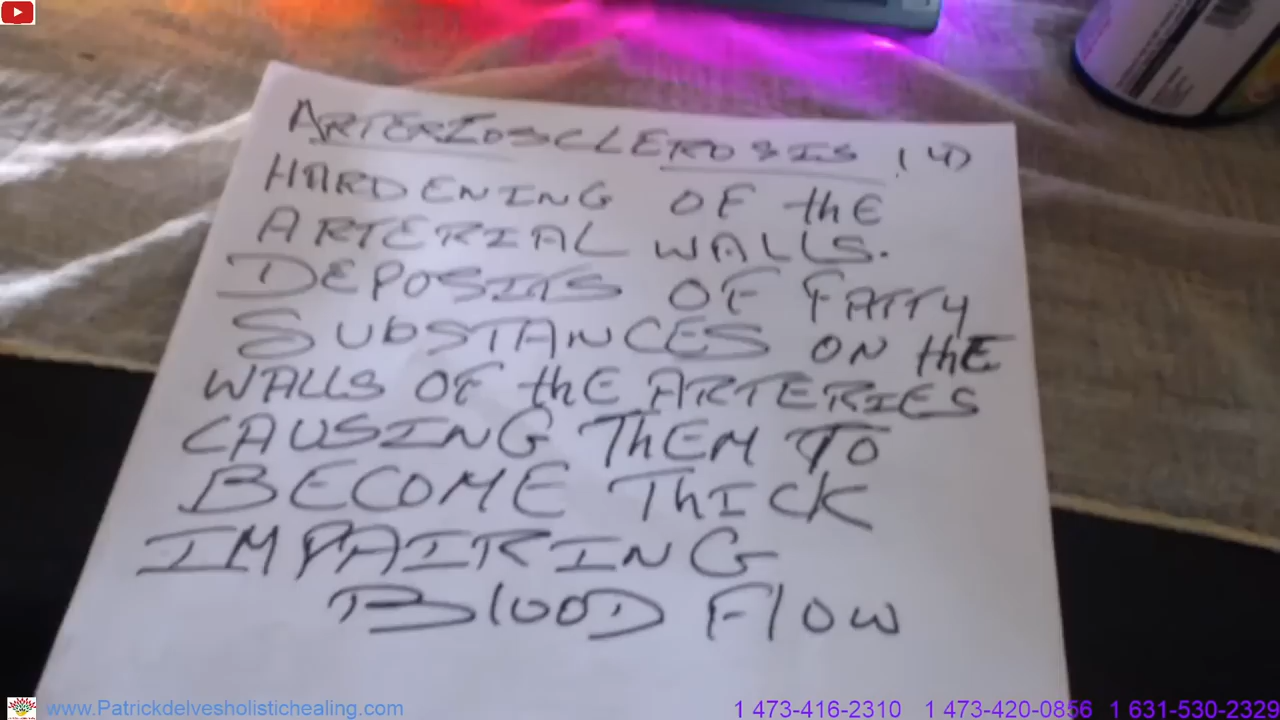 ARTERIOSCLEROSIS (4)
HARDENING OF thE
ARTERIAL WALLS.
DEPOSITS OF FATTY
SUbSTANCES ON thE
WALLS OF thE ARTERIES
CAUSING ThEM TO
BECOME ThICK
IMPAIRING
BlOOD FlOW
www.Patrickdelvesholistichealing.com 1 473-416-2310 1 473-420-0856 1 631-530-2329